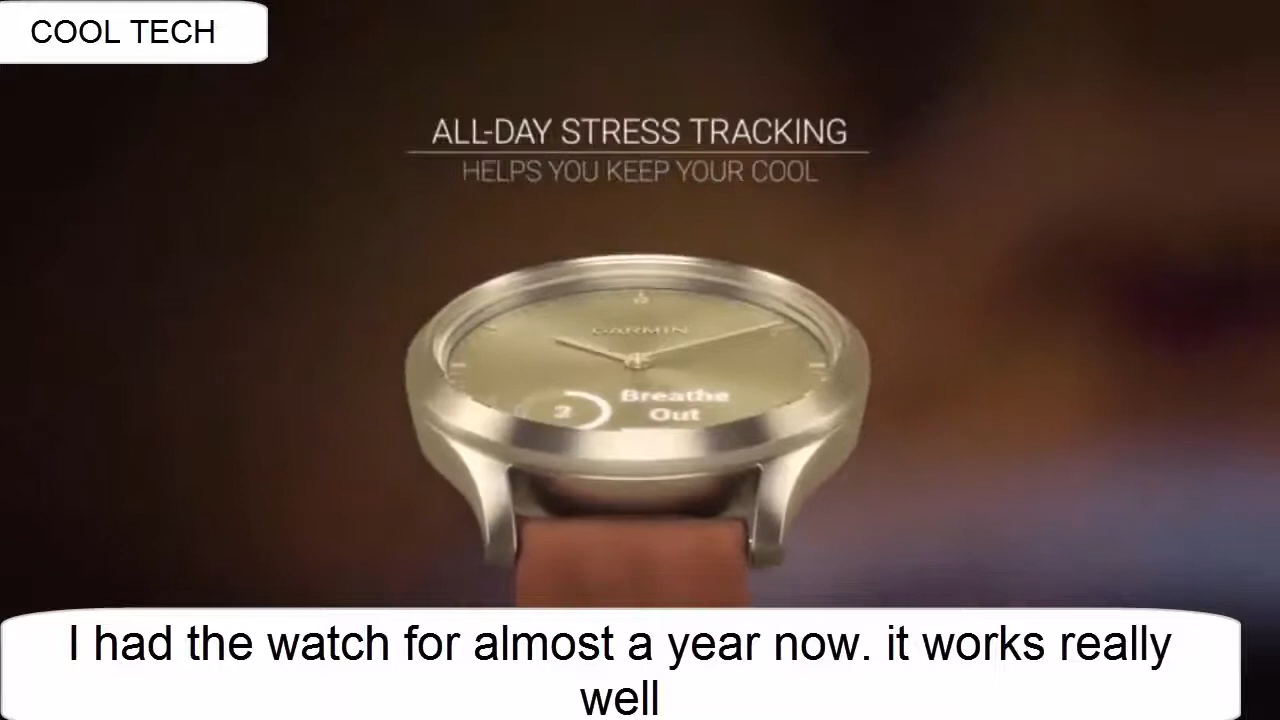 COOL TECH
ALL-DAY STRESS TRACKING
HELPS YOU KEEP YOUR COOL
GARMIN
2
Breathe
Out
I had the watch for almost a year now. it works really
well